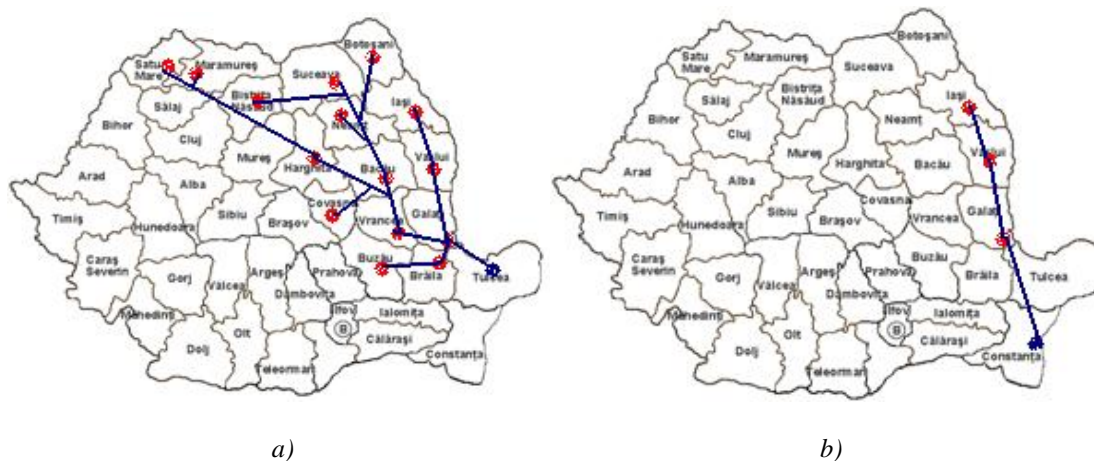 Botoşani
Satu
Mare
Maramureş
Suceava
Bistriţa
Năsăud
Iaşi
Sălaj
Neamţ
Bihor
Cluj
Mureş
Harghita
Bacău
Vaslui
Arad
Alba
Covasna
Timiş
Hunedoara
Sibiu
Braşov
Vrancea
Galaţi
Caraş
Severin
Gorj
Vâlcea
Argeş
Prahova
Buzău
Brăila
Tulcea
Dâmboviţa
Mehedinţi
Olt
Ilfov
Ialomiţa
B
Dolj
Călăraşi
Teleorman
Constanţa
a)
Botoşani
Satu
Mare
Maramureş
Suceava
Bistriţa
Năsăud
Iaşi
Sălaj
Neamţ
Bihor
Cluj
Mureş
Harghita
Bacău
Vaslui
Arad
Alba
Covasna
Timiş
Hunedoara
Sibiu
Braşov
Vrancea
Galaţi
Caraş
Severin
Gorj
Vâlcea
Argeş
Prahova
Buzău
Brăila
Tulcea
Dâmboviţa
Mehedinţi
Olt
Ilfov
Ialomiţa
B
Dolj
Călăraşi
Teleorman
Constanţa
b)